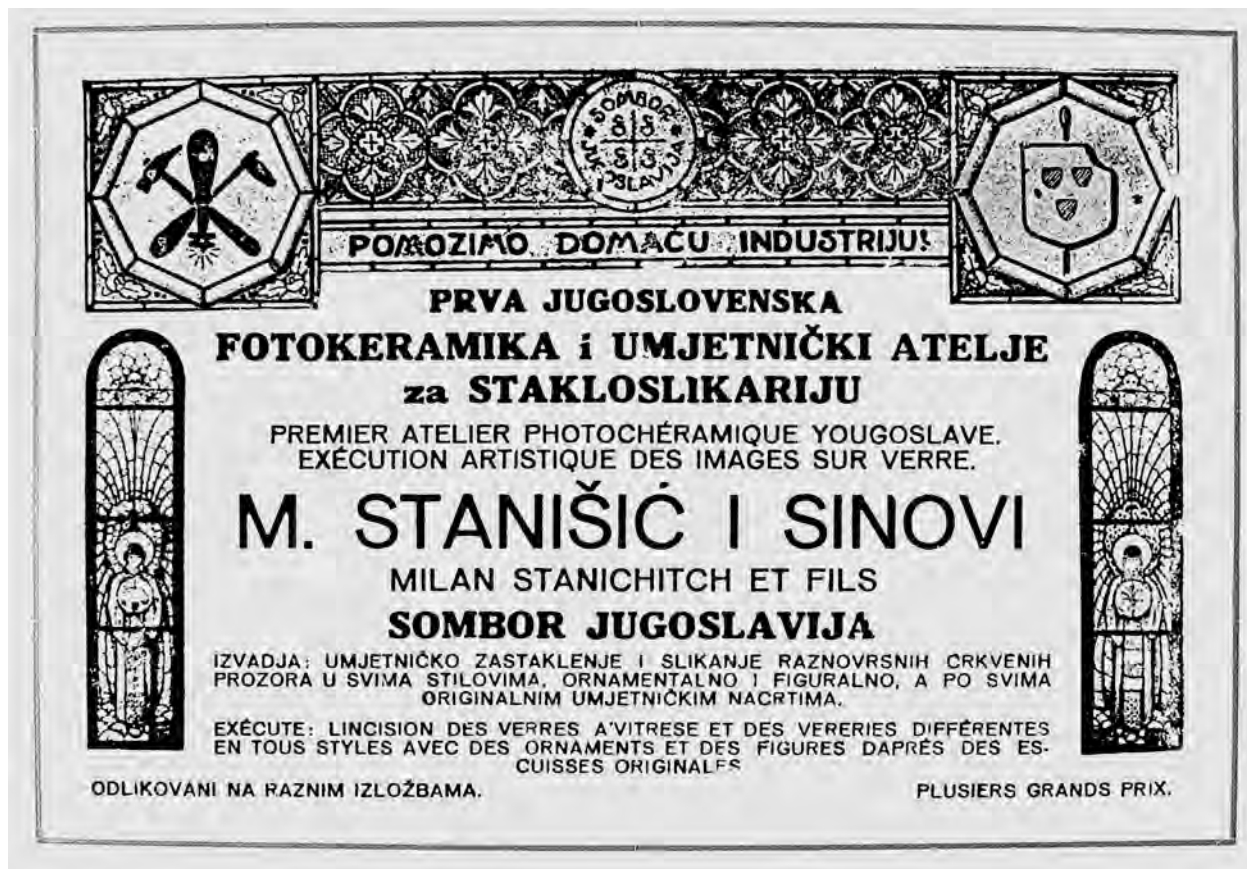 SOMBOR
JUGOSLAVIJA
POMOZIMO DOMAĆU INDUSTRIJU!
PRVA JUGOSLOVENSKA
FOTOKERAMIKA i UMJETNIČKI ATELJE
za STAKLOSLIKARIJU
PREMIER ATELIER PHOTOCHÉRAMIQUE YOUGOSLAVE.
EXÉCUTION ARTISTIQUE DES IMAGES SUR VERRE.
M. STANIŠIĆ I SINOVI
MILAN STANICHITCH ET FILS
SOMBOR JUGOSLAVIJA
IZVADJA: UMJETNIČKO ZASTAKLENJE I SLIKANJE RAZNOVRSNIH CRKVENIH
PROZORA U SVIMA STILOVIMA, ORNAMENTALNO I FIGURALNO, A PO SVIMA
ORIGINALNIM UMJETNIČKIM NACRTIMA.
EXÉCUTE: LINCISION DES VERRES A'VITRESE ET DES VERERIES DIFFÉRENTES
EN TOUS STYLES AVEC DES ORNAMENTS ET DES FIGURES DAPRÉS DES ES-
CUISSES ORIGINALES
ODLIKOVANI NA RAZNIM IZLOŽBAMA.
PLUSIERS GRANDS PRIX.